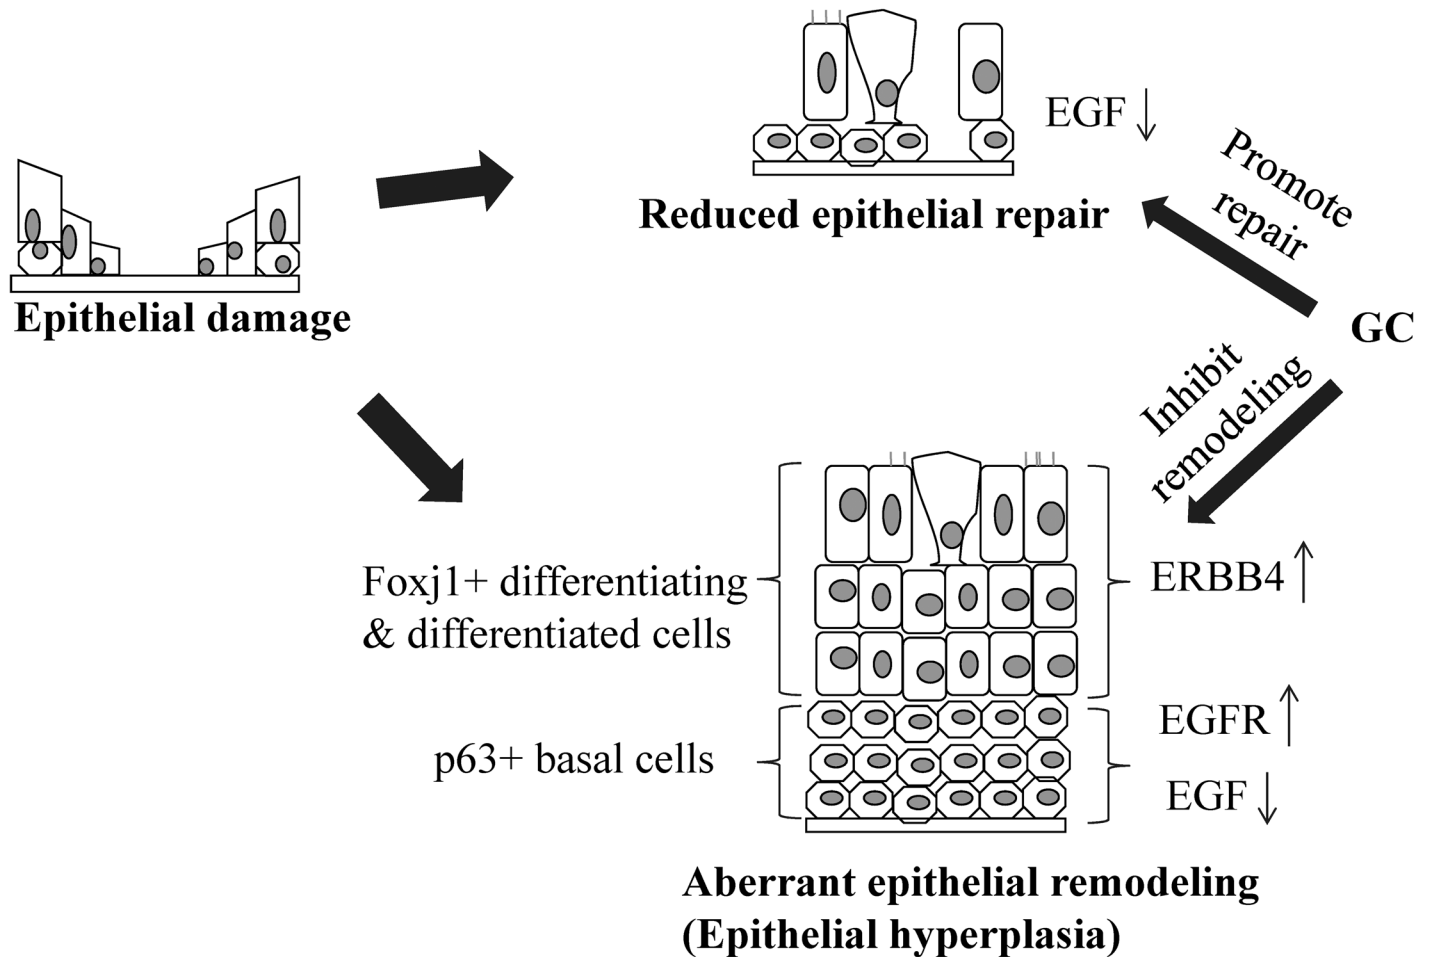 EGF ↓
Reduced epithelial repair
Promote
repair
Epithelial damage
GC
Inhibit
remodeling
Foxj1+ differentiating
& differentiated cells
ERBB4 ↑
p63+ basal cells
EGFR ↑
EGF ↓
Aberrant epithelial remodeling
(Epithelial hyperplasia)